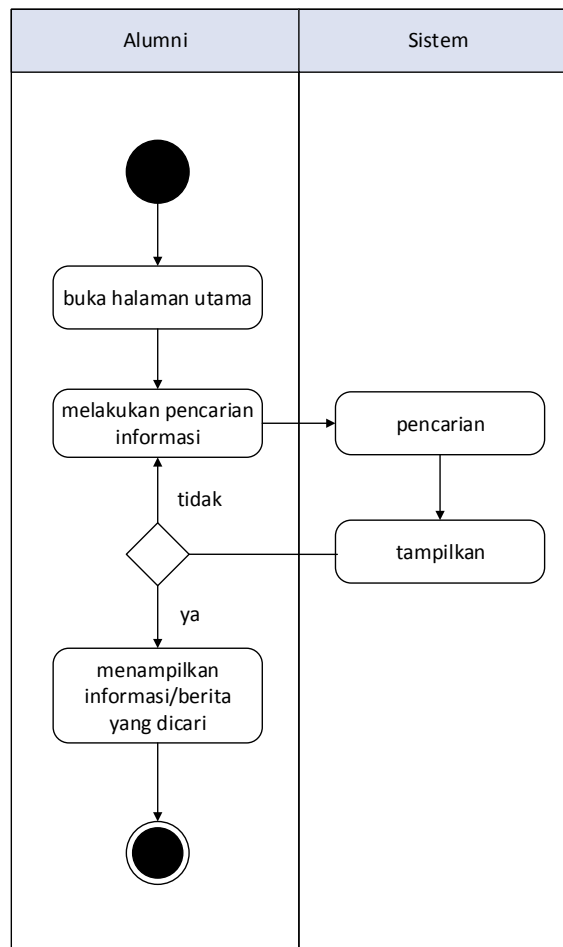 Alumni
Sistem
buka halaman utama
melakukan pencarian
informasi
pencarian
tidak
tampilkan
ya
menampilkan
informasi/berita
yang dicari